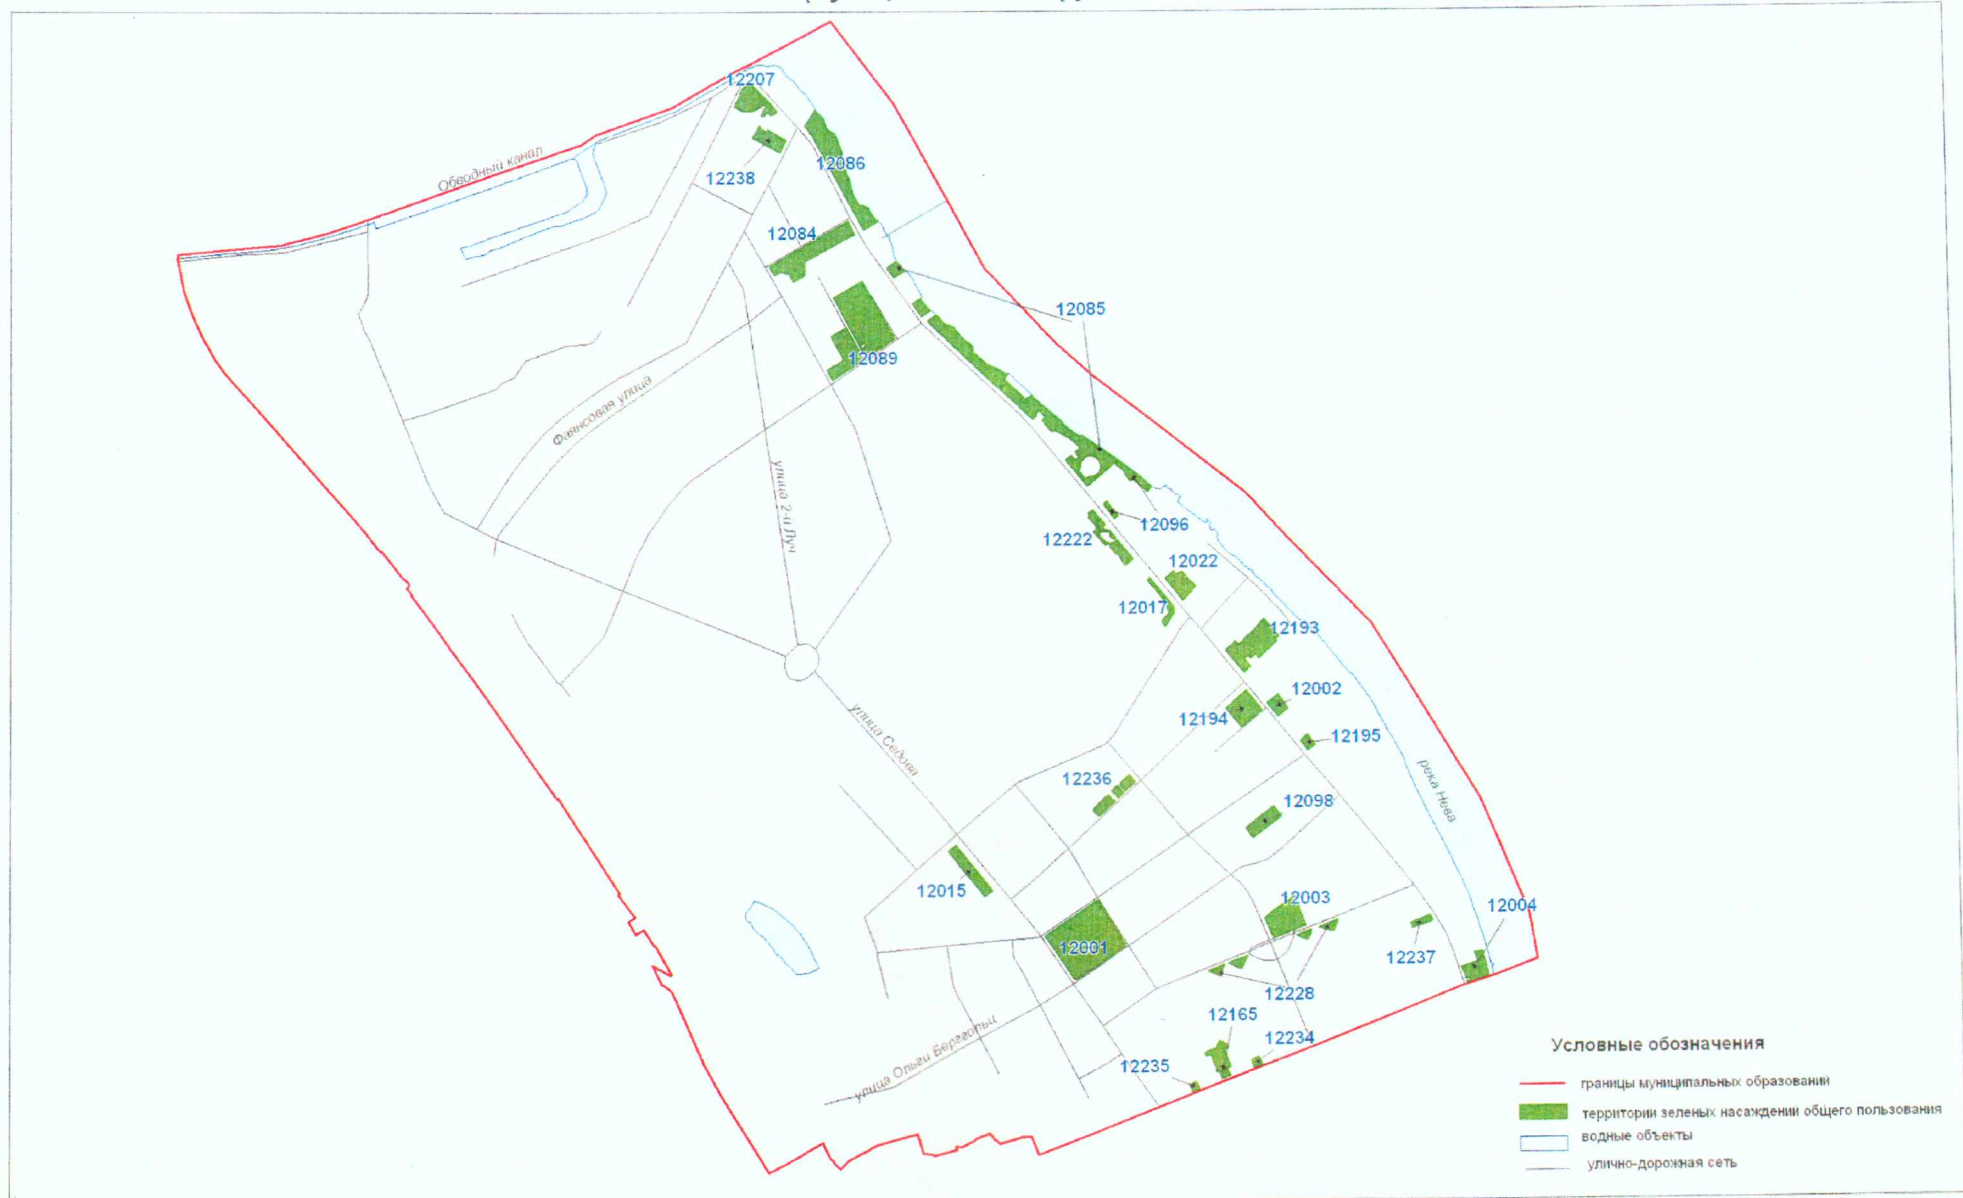 12207
Обводный канал
12086
12238
12084
12085
12089
Фаянсовая улица
улица 2-й Луч
12096
12222
12022
12017
12193
12002
12194
12195
улица Седова
река Нева
12236
12098
12015
12003
12004
12001
12237
12228
12165
12234
12235
улица Ольги Берггольц
Условные обозначения
границы муниципальных образований
территории зеленых насаждений общего пользования
водные объекты
улично-дорожная сеть